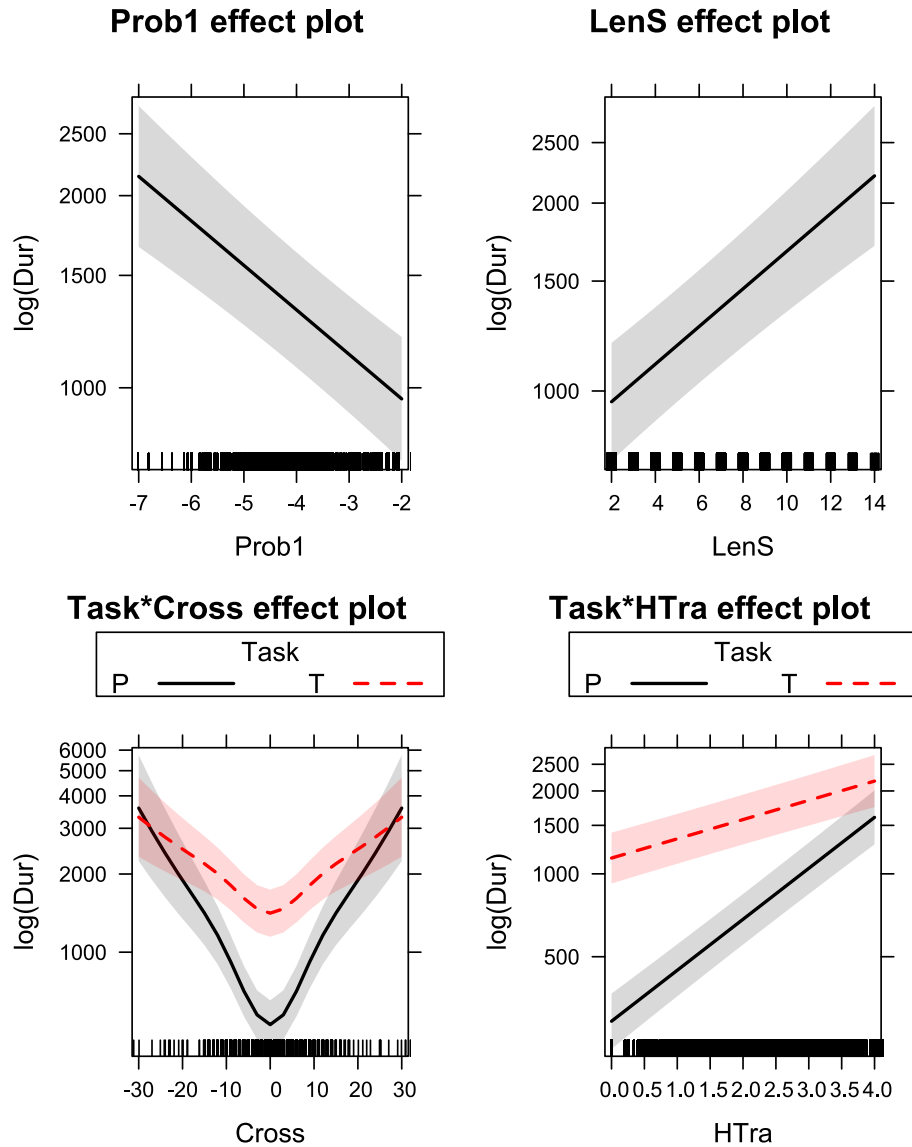 Prob1 effect plot
log(Dur)
2500
2000
1500
1000
-7 -6 -5 -4 -3 -2
Prob1
LenS effect plot
log(Dur)
2500
2000
1500
1000
2 4 6 8 10 12 14
LenS
Task*Cross effect plot
Task
P T
log(Dur)
6000
5000
4000
3000
2000
1000
-30 -20 -10 0 10 20 30
Cross
Task*HTra effect plot
Task
P T
log(Dur)
2500
2000
1500
1000
500
0.0 0.5 1.0 1.5 2.0 2.5 3.0 3.5 4.0
HTra